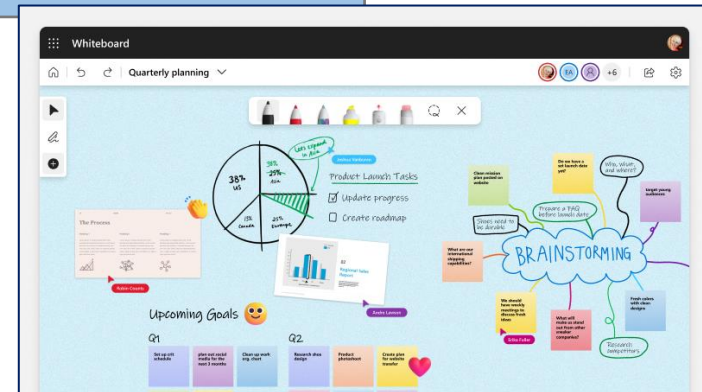 Whiteboard
Quarterly planning
EA
+6
Let's expand
in Asia
38%
US
38%
25%
Asia
15%
Canada
Europe
Product Launch Tasks
Update progress
Create roadmap
The Process
Regional Sales
Report
Upcoming Goals
Q1
Set up crit
schedule
plan out social
media for the
next 3 months
Clean up work
org. chart
Q2
Research shoe
design
Product
photoshoot
Create plan
for website
transfer
Clean mission
plan posted on
website
Do we have a
set launch date
yet?
Who, What,
and where?
target young
audiences
Prepare a FAQ
before launch date
Shoes need to
be durable
What are our
international
shipping
capabilities?
BRAINSTORMING
We should
have weekly
meetings to
discuss fresh
ideas
What will
make us stand
out from other
sneaker
companies?
Fresh colors
with clean
designs
Research
competitors